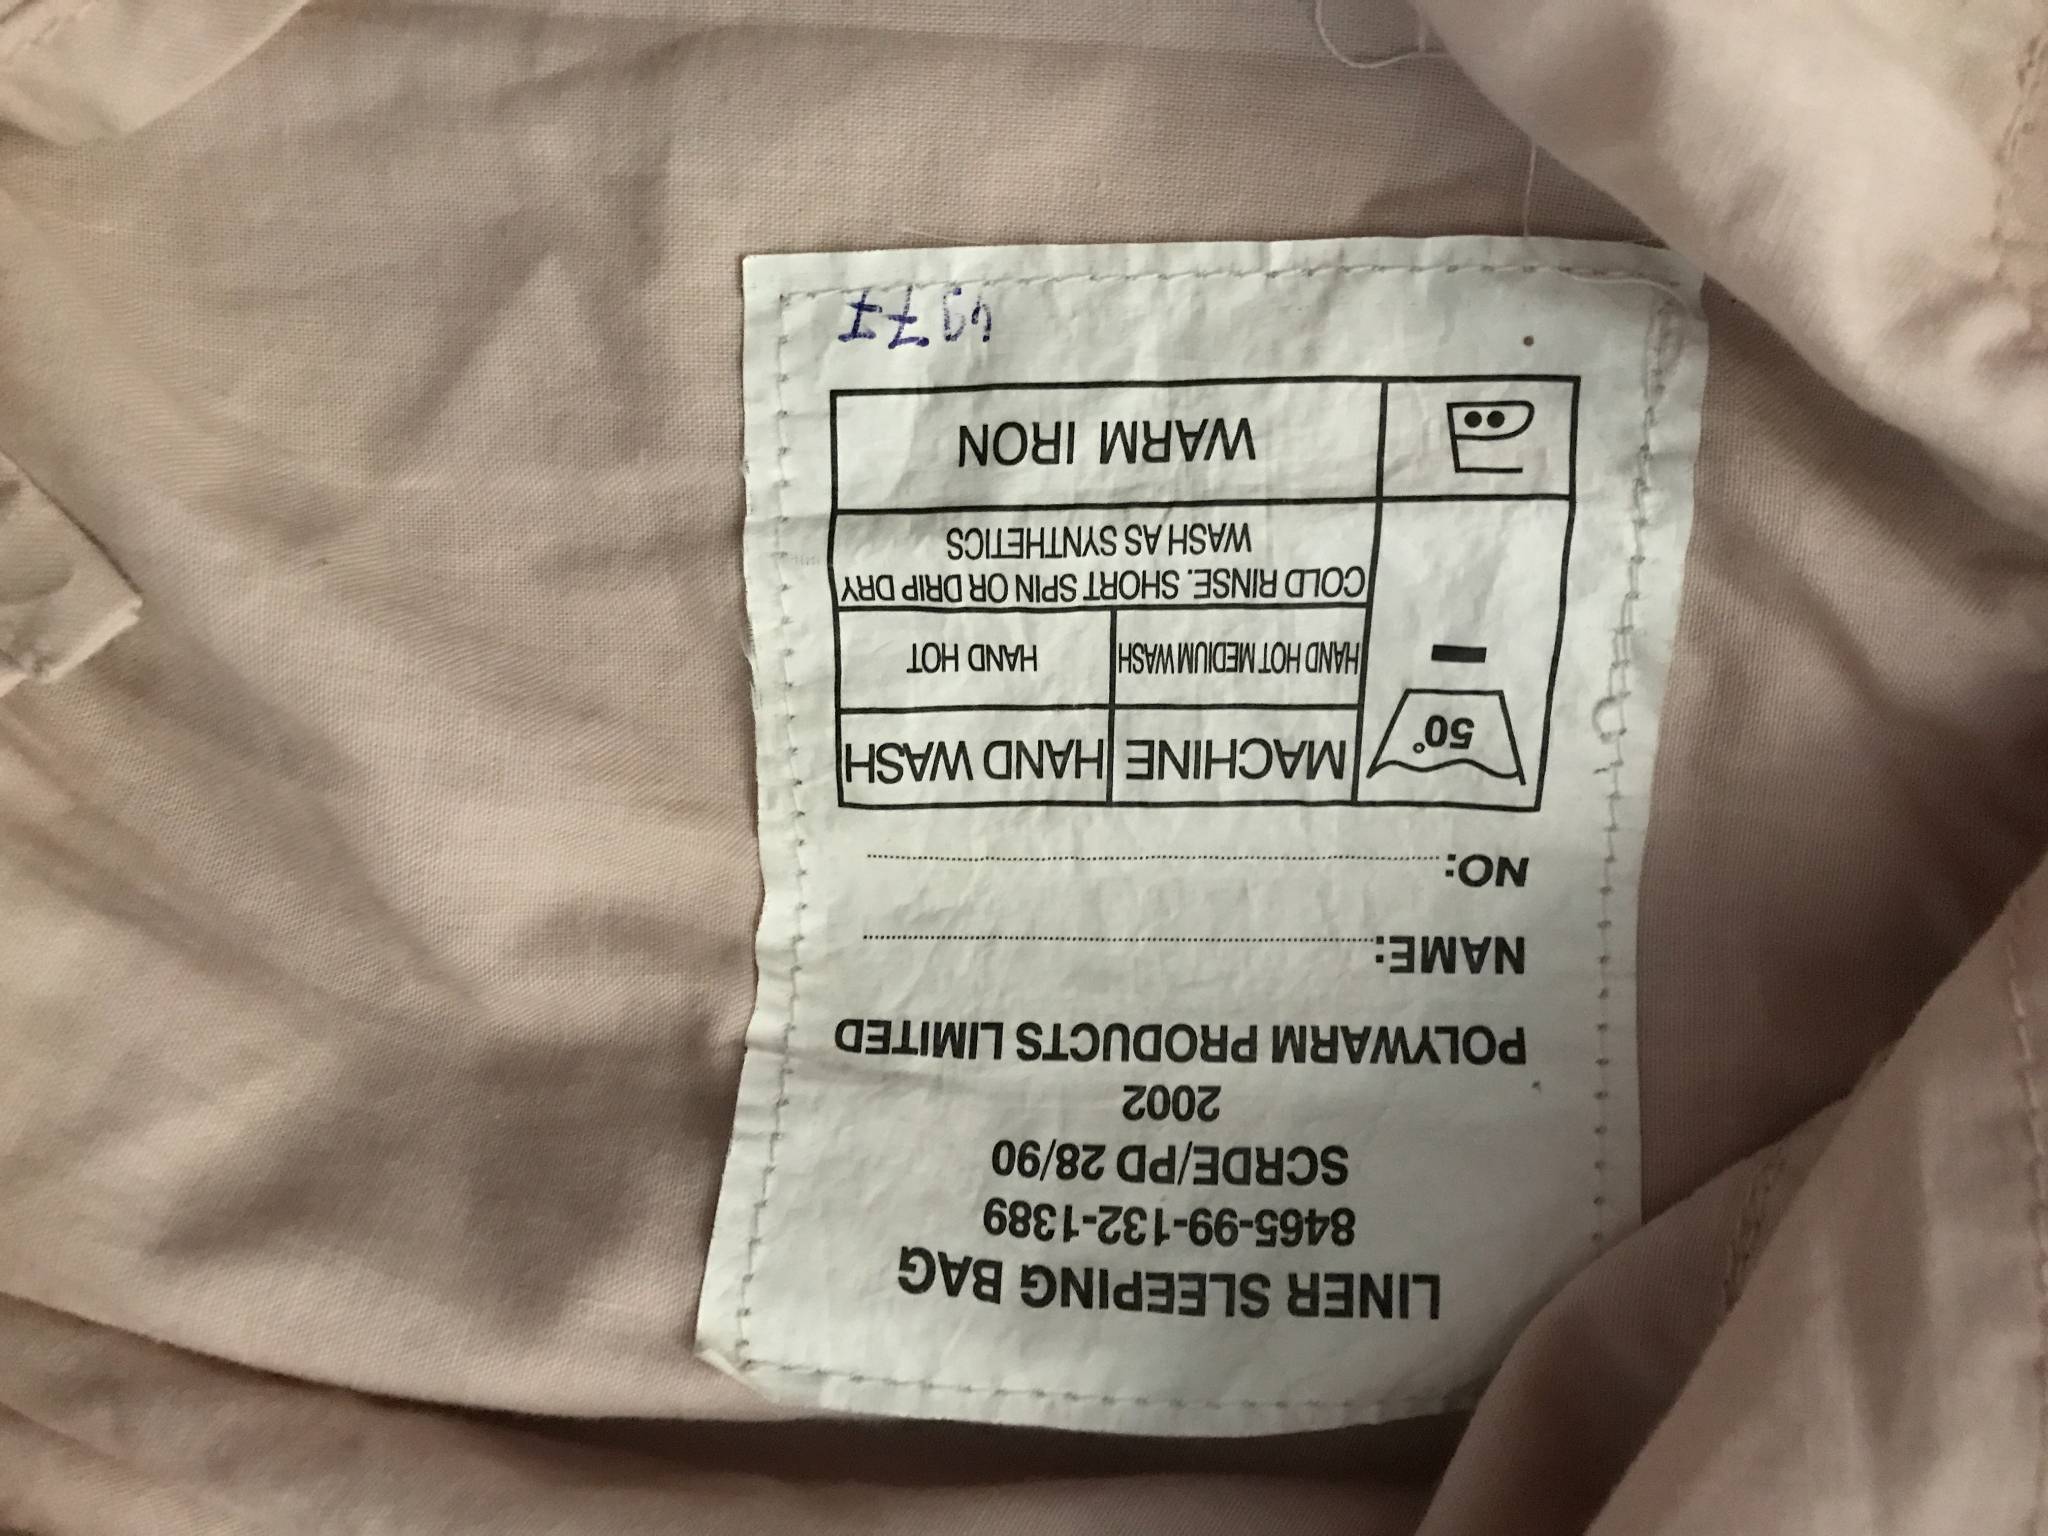 LINER SLEEPING BAG
8465-99-132-1389
SCRDE/PD 28/90
2002
POLYWARM PRODUCTS LIMITED
NAME:
NO:
50° MACHINE HAND WASH
HAND HOT MEDIUM WASH HAND HOT
COLD RINSE. SHORT SPIN OR DRIP DRY
WASH AS SYNTHETICS
WARM IRON